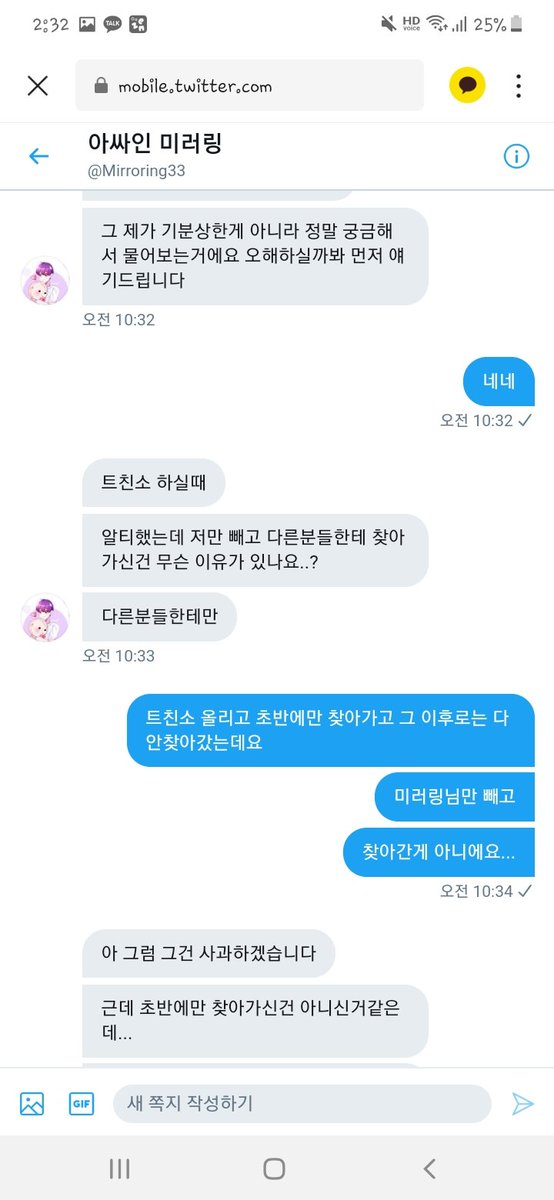 2:32
TALK
HD
voice
25%
mobile.twitter.com
아싸인 미러링
@Mirroring33
그 제가 기분상한게 아니라 정말 궁금해
서 물어보는거에요 오해하실까봐 먼저 얘
기드립니다
오전 10:32
네네
오전 10:32
트친소 하실때
알티했는데 저만 빼고 다른분들한테 찾아
가신건 무슨 이유가 있나요..?
다른분들한테만
오전 10:33
트친소 올리고 초반에만 찾아가고 그 이후로는 다
안찾아갔는데요
미러링님만 빼고
찾아간게 아니에요...
오전 10:34
아 그럼 그건 사과하겠습니다
근데 초반에만 찾아가신건 아니신거같은
데...
GIF
새 쪽지 작성하기